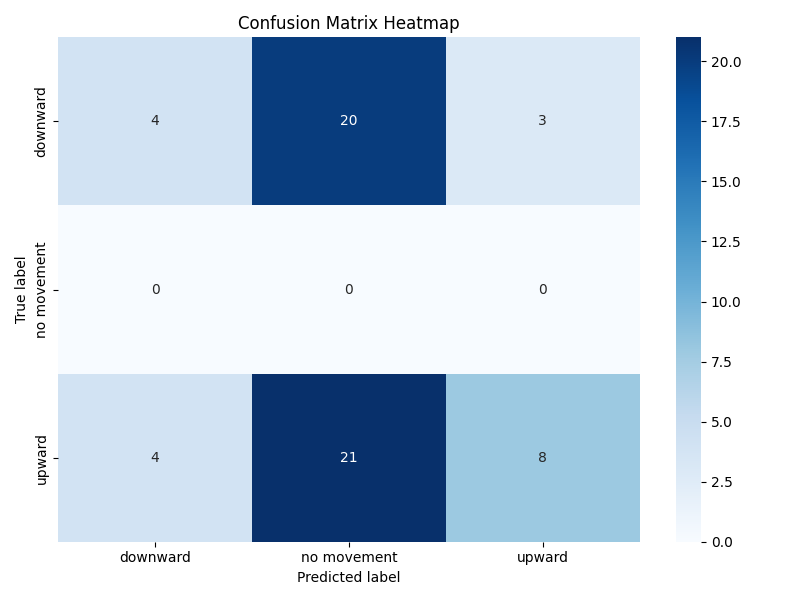 Confusion Matrix Heatmap
True label
downward
4 20 3
no movement
0 0 0
upward
4 21 8
downward no movement upward
Predicted label
20.0
17.5
15.0
12.5
10.0
7.5
5.0
2.5
0.0